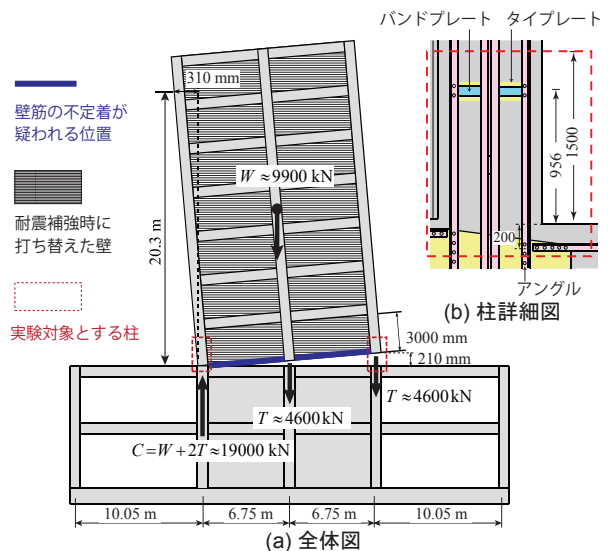 壁筋の不定着が
疑われる位置
耐震補強時に
打ち替えた壁
実験対象とする柱
310 mm
20.3 m
W ≈9900 kN
3000 mm
210 mm
T ≈4600 kN
T ≈4600 kN
C=W+2T≈19000 kN
10.05 m
6.75 m
6.75 m
10.05 m
(a) 全体図
バンドプレート
タイプレート
956
1500
200
アングル
(b) 柱詳細図